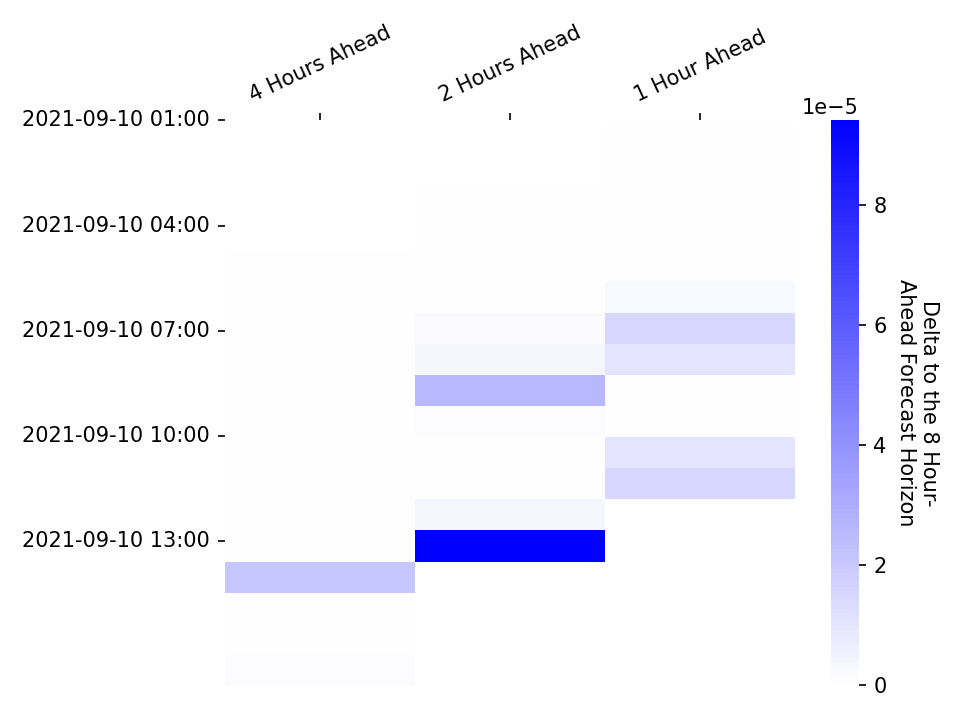 4 Hours Ahead
2 Hours Ahead
1 Hour Ahead
1e−5
2021-09-10 01:00
2021-09-10 04:00
2021-09-10 07:00
2021-09-10 10:00
2021-09-10 13:00
8
6
4
2
0
Delta to the 8 Hour-
Ahead Forecast Horizon